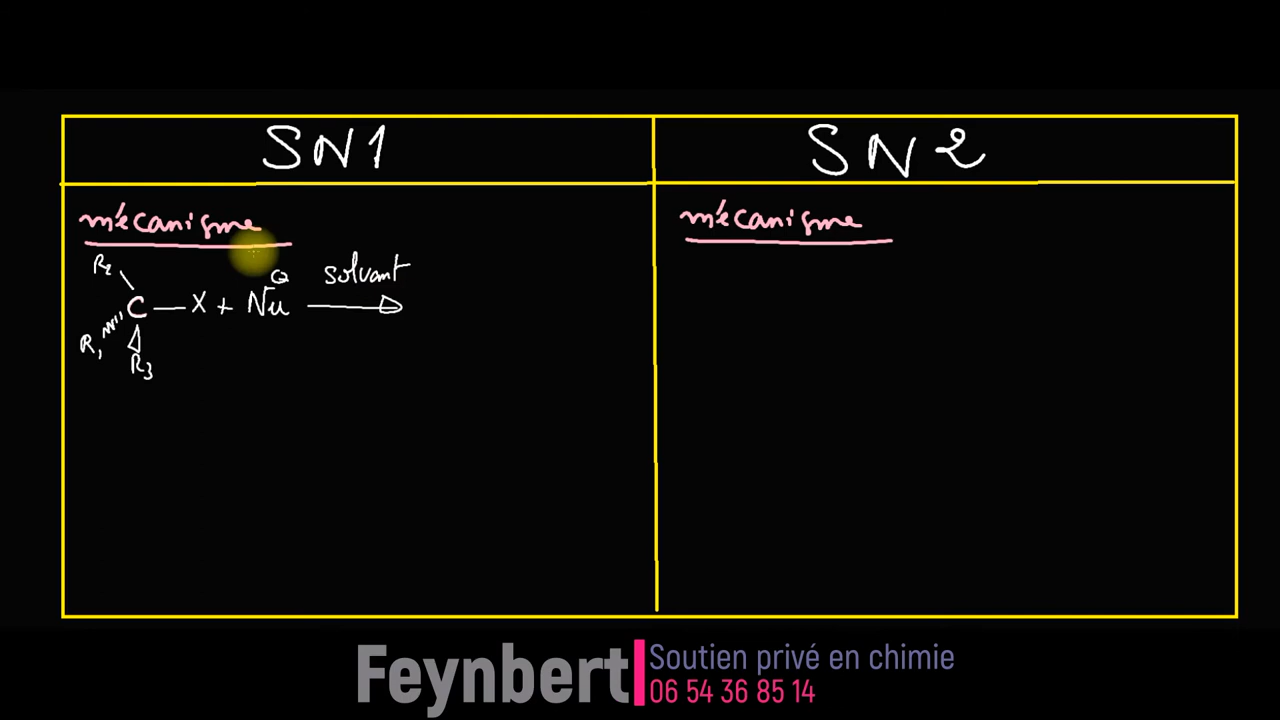 SN1
SN2
mécanisme
mécanisme
R2
C — X + Nu⊖ solvant
R1
R3
Feynbert
Soutien privé en chimie
06 54 36 85 14